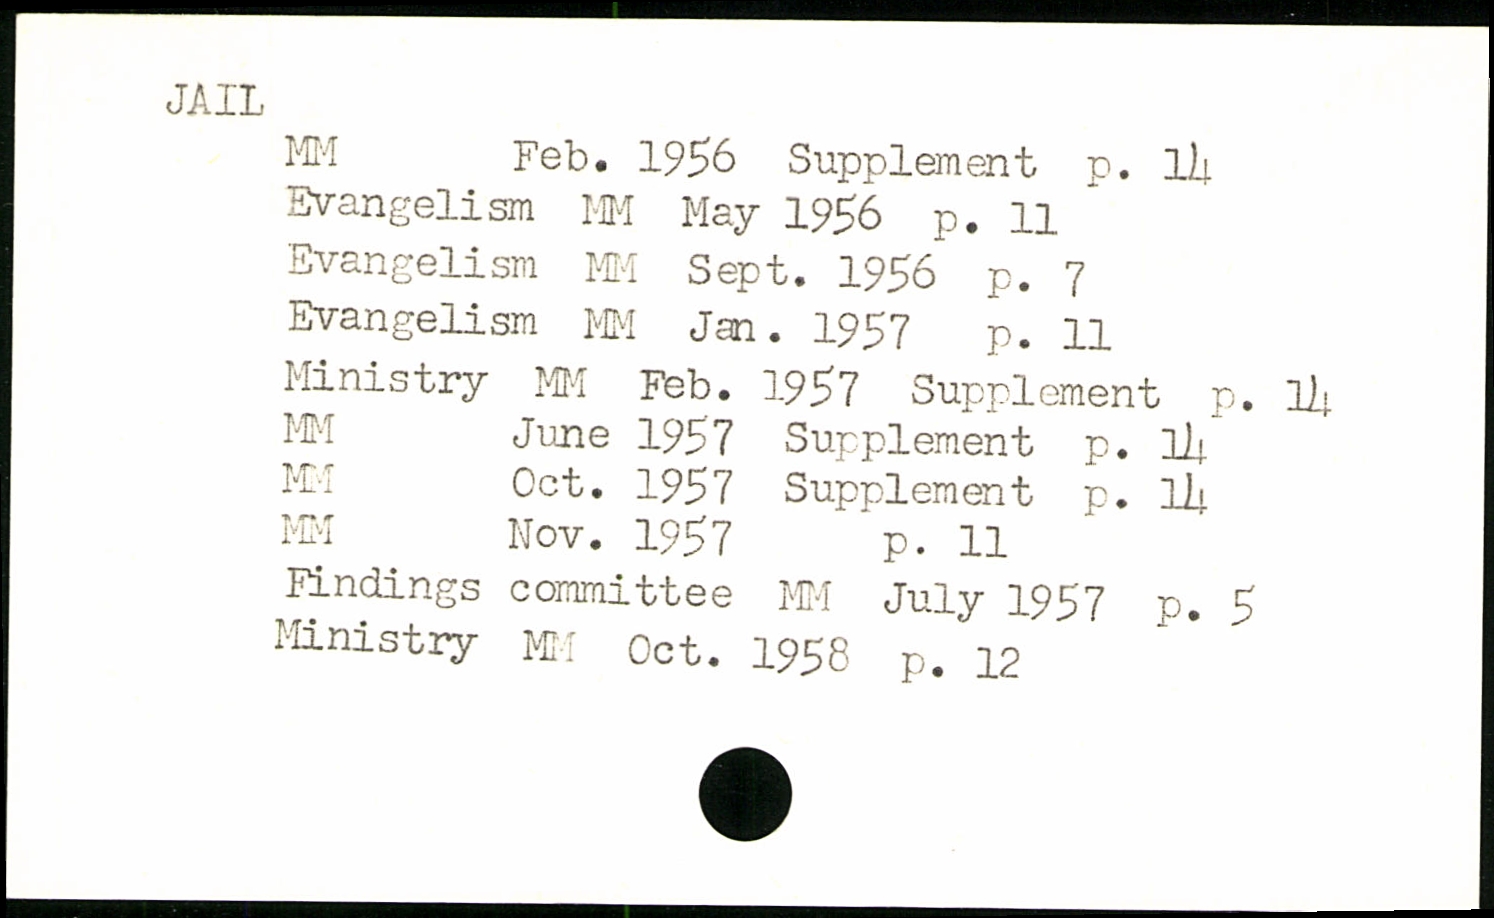 JAIL
MM Feb. 1956 Supplement p. 14
Evangelism MM May 1956 p. 11
Evangelism MM Sept. 1956 p. 7
Evangelism MM Jan. 1957 p. 11
Ministry MM Feb. 1957 Supplement p. 14
MM June 1957 Supplement p. 14
MM Oct. 1957 Supplement p. 14
MM Nov. 1957 p. 11
Findings committee MM July 1957 p. 5
Ministry MM Oct. 1958 p. 12